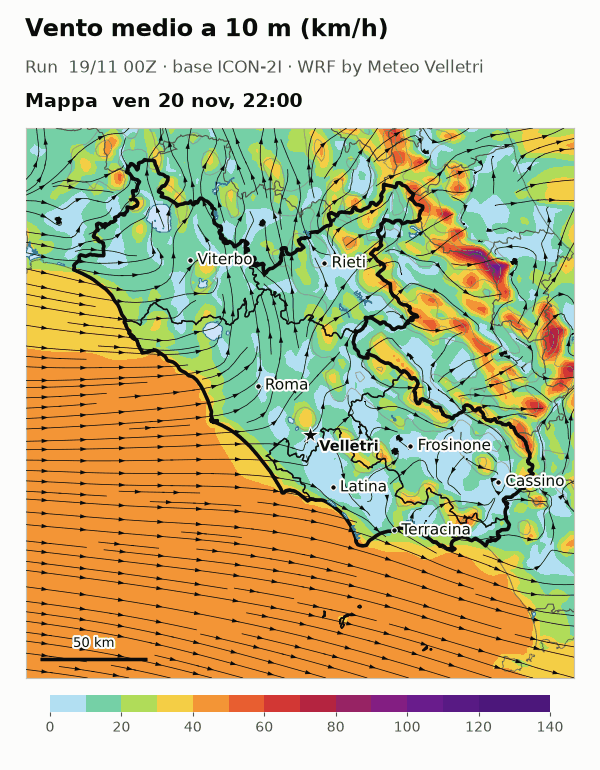 Vento medio a 10 m (km/h)
Run 19/11 00Z · base ICON-2I · WRF by Meteo Velletri
Mappa ven 20 nov, 22:00
Viterbo
Rieti
Roma
Velletri
Frosinone
Cassino
Latina
Terracina
50 km
0 20 40 60 80 100 120 140